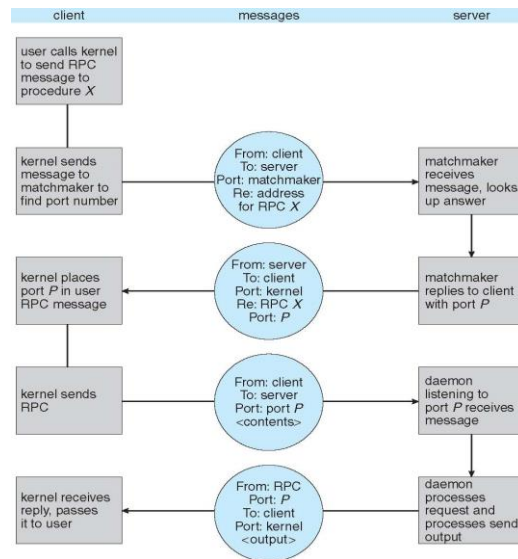 client
messages
server
user calls kernel
to send RPC
message to
procedure X
kernel sends
message to
matchmaker to
find port number
From: client
To: server
Port: matchmaker
Re: address
for RPC X
matchmaker
receives
message, looks
up answer
kernel places
port P in user
RPC message
From: server
To: client
Port: kernel
Re: RPC X
Port: P
matchmaker
replies to client
with port P
kernel sends
RPC
From: client
To: server
Port: port P
<contents>
daemon
listening to
port P receives
message
kernel receives
reply, passes
it to user
From: RPC
Port: P
To: client
Port: kernel
<output>
daemon
processes
request and
processes send
output